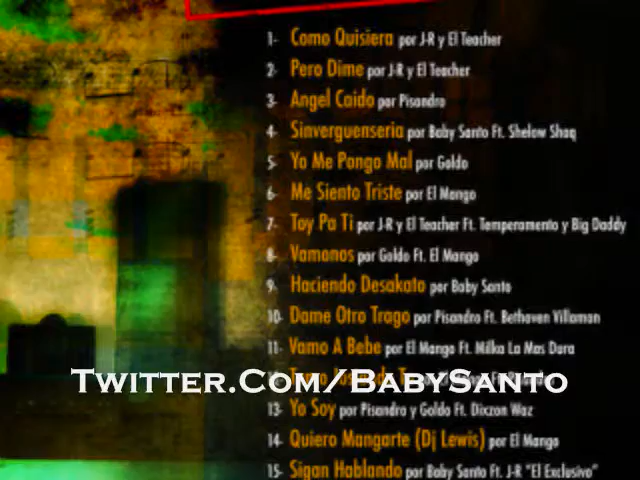 1- Como Quisiera por J-R y El Teacher
2- Pero Dime por J-R y El Teacher
3- Angel Caido por Pisandro
4- Sinverguenseria por Baby Santo Ft. Shelow Shaq
5- Yo Me Pongo Mal por Goldo
6- Me Siento Triste por El Mango
7- Toy Pa Ti por J-R y El Teacher Ft. Temperamento y Big Daddy
8- Vamonos por Goldo Ft. El Mango
9- Haciendo Desakato por Baby Santo
10- Dame Otro Trago por Pisandro Ft. Bethoven Villaman
11- Vamo A Bebe por El Mango Ft. Milka La Mas Dura
Twitter.Com/BabySanto
13- Yo Soy por Pisandro y Goldo Ft. Dixzon Waz
14- Quiero Mangarte (Dj Lewis) por El Mango
15- Sigan Hablando por Baby Santo Ft. J-R "El Exclusivo"